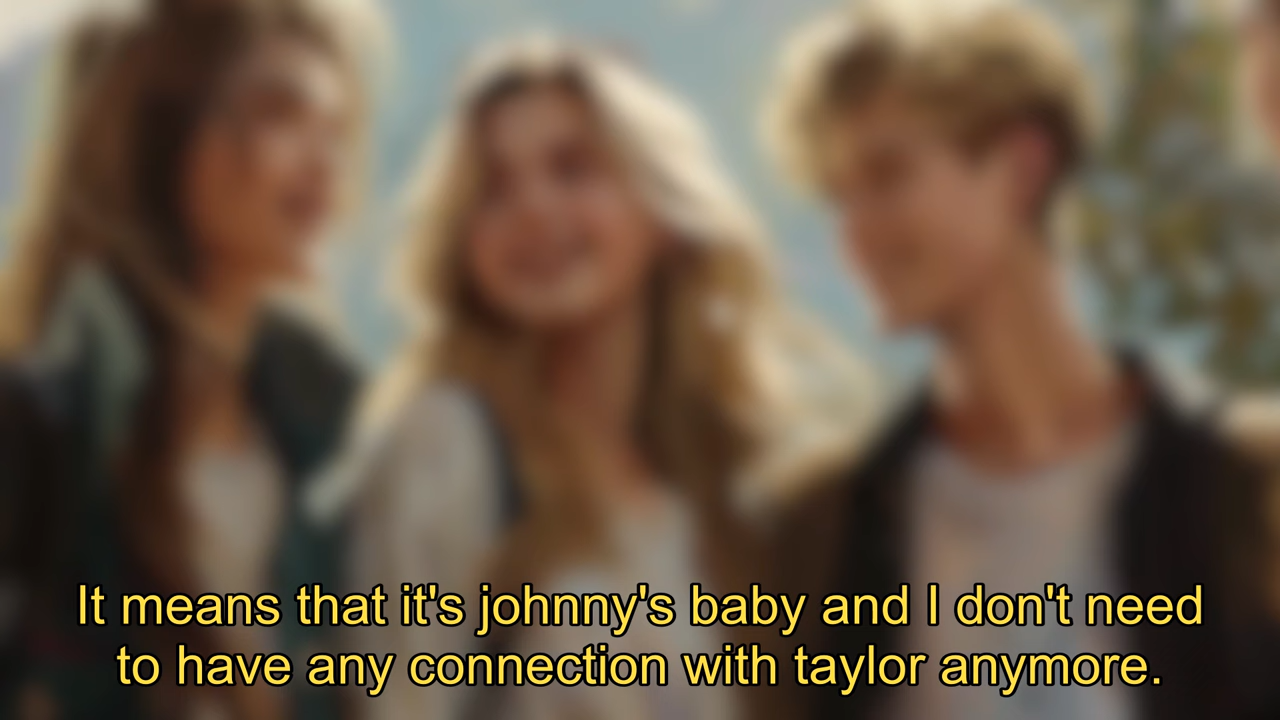 It means that it's johnny's baby and I don't need
to have any connection with taylor anymore.